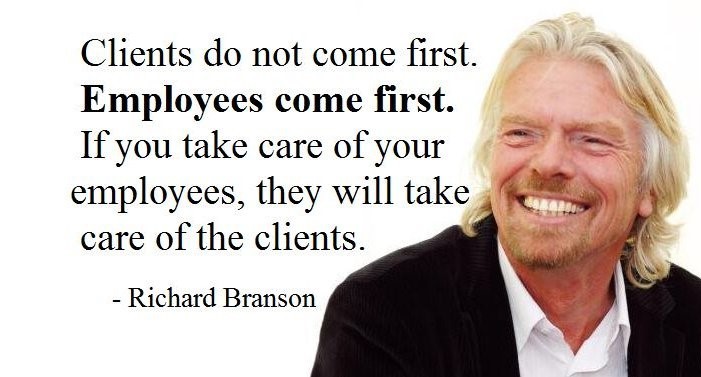 Clients do not come first.
Employees come first.
If you take care of your
employees, they will take
care of the clients.
- Richard Branson